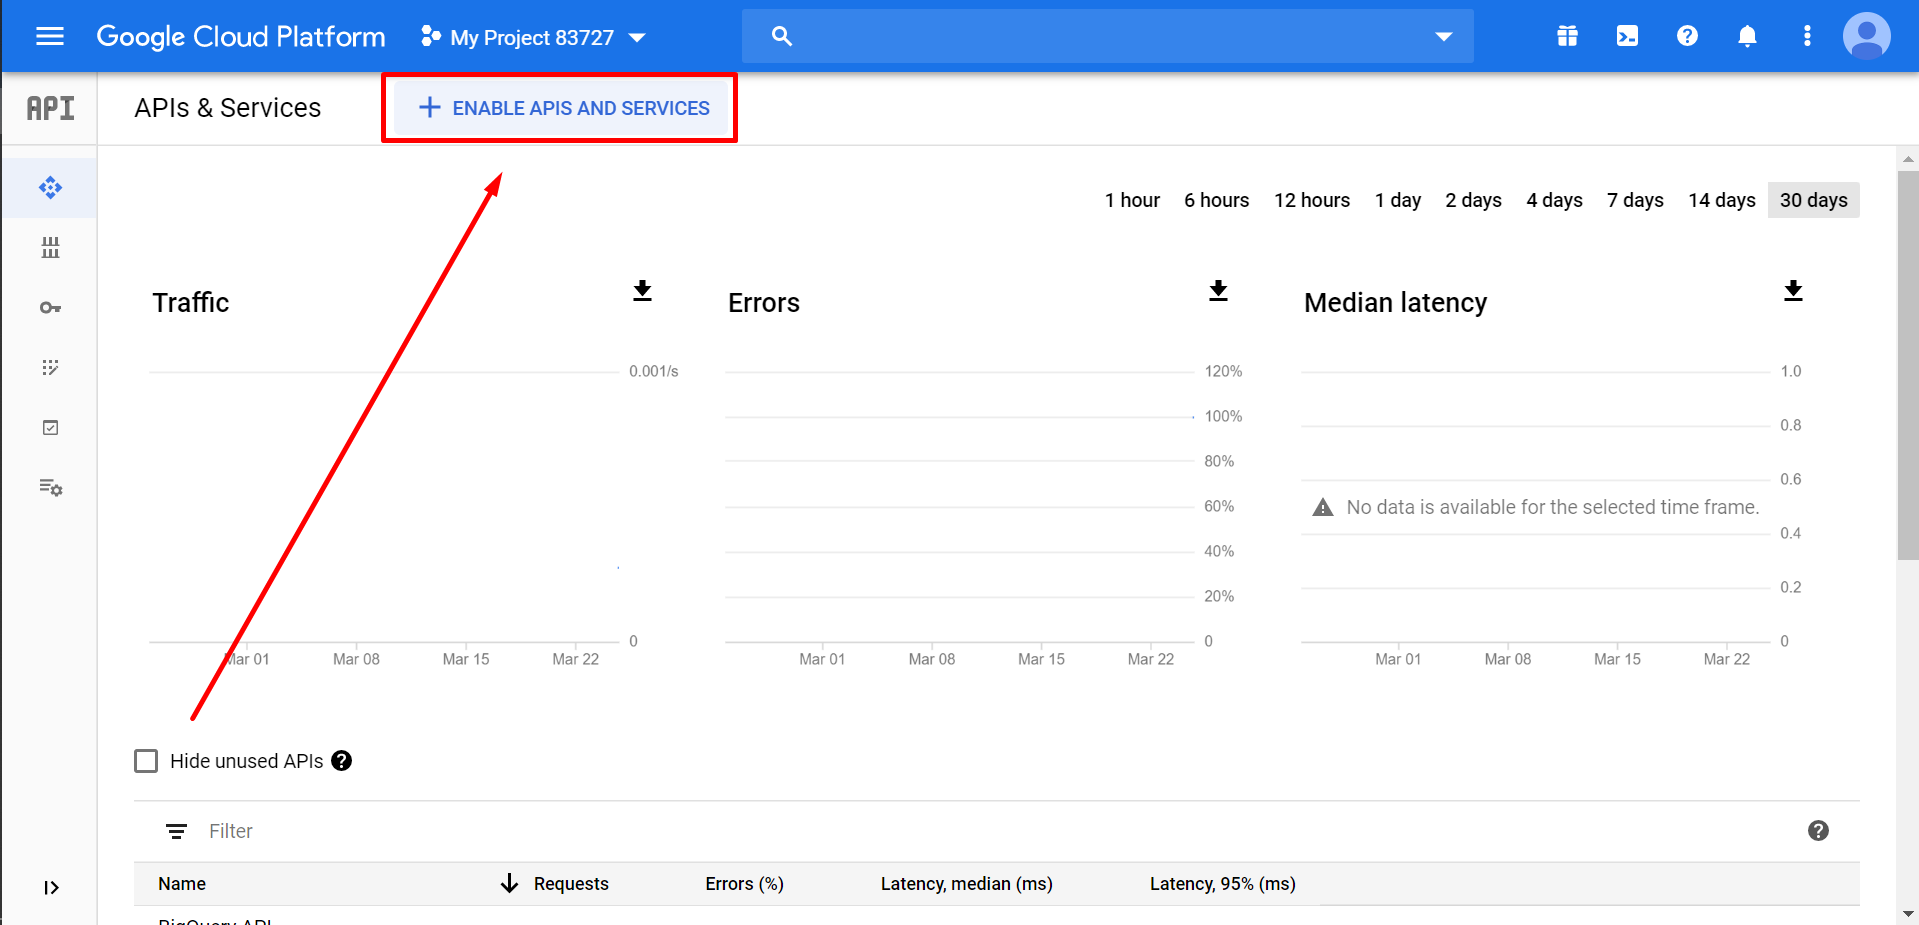 Google Cloud Platform
My Project 83727
API
APIs & Services
ENABLE APIS AND SERVICES
1 hour 6 hours 12 hours 1 day 2 days 4 days 7 days 14 days 30 days
Traffic
0.001/s
0
Mar 01 Mar 08 Mar 15 Mar 22
Errors
120%
100%
80%
60%
40%
20%
0
Mar 01 Mar 08 Mar 15 Mar 22
Median latency
1.0
0.8
0.6
No data is available for the selected time frame.
0.4
0.2
0
Mar 01 Mar 08 Mar 15 Mar 22
Hide unused APIs
Filter
Name Requests Errors (%) Latency, median (ms) Latency, 95% (ms)
BigQuery API